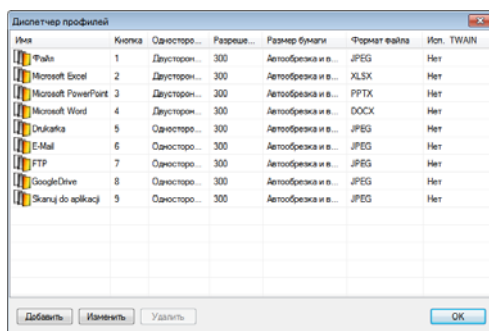 Диспетчер профилей
Имя Кнопка Односторо... Разреше... Размер бумаги Формат файла Исп. TWAIN
Файл 1 Двусторон... 300 Автообрезка и в... JPEG Нет
Microsoft Excel 2 Двусторон... 300 Автообрезка и в... XLSX Нет
Microsoft PowerPoint 3 Двусторон... 300 Автообрезка и в... PPTX Нет
Microsoft Word 4 Двусторон... 300 Автообрезка и в... DOCX Нет
Drukarka 5 Односторо... 300 Автообрезка и в... JPEG Нет
E-Mail 6 Односторо... 300 Автообрезка и в... JPEG Нет
FTP 7 Односторо... 300 Автообрезка и в... JPEG Нет
GoogleDrive 8 Односторо... 300 Автообрезка и в... JPEG Нет
Skanuj do aplikacji 9 Односторо... 300 Автообрезка и в... JPEG Нет
Добавить Изменить Удалить OK